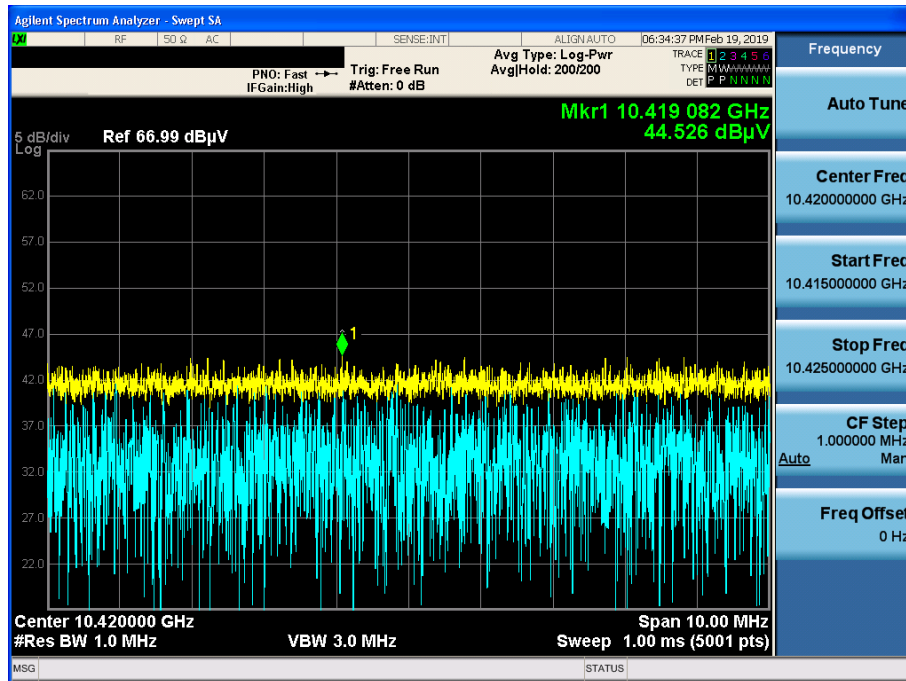 Agilent Spectrum Analyzer - Swept SA
LXI RF 50 Ω AC SENSE:INT ALIGN AUTO 06:34:37 PM Feb 19, 2019
PNO: Fast
IFGain:High
Trig: Free Run
#Atten: 0 dB
Avg Type: Log-Pwr
Avg|Hold: 200/200
TRACE 1 2 3 4 5 6
TYPE M W W W W W
DET P P N N N N
Mkr1 10.419 082 GHz
44.526 dBµV
5 dB/div Ref 66.99 dBµV
Log
62.0
57.0
52.0
47.0
42.0
37.0
32.0
27.0
22.0
1
Center 10.420000 GHz Span 10.00 MHz
#Res BW 1.0 MHz VBW 3.0 MHz Sweep 1.00 ms (5001 pts)
MSG STATUS
Frequency
Auto Tune
Center Freq
10.420000000 GHz
Start Freq
10.415000000 GHz
Stop Freq
10.425000000 GHz
CF Step
1.000000 MHz
Auto Man
Freq Offset
0 Hz